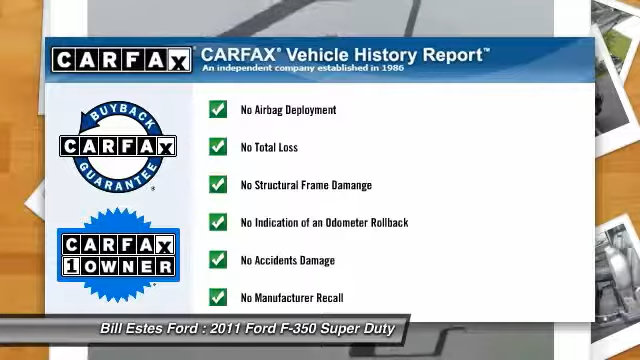 CARFAX
CARFAX® Vehicle History Report™
An independent company established in 1986
BUYBACK
CARFAX
GUARANTEE®
CARFAX
1 OWNER
No Airbag Deployment
No Total Loss
No Structural Frame Damange
No Indication of an Odometer Rollback
No Accidents Damage
No Manufacturer Recall
Bill Estes Ford : 2011 Ford F-350 Super Duty